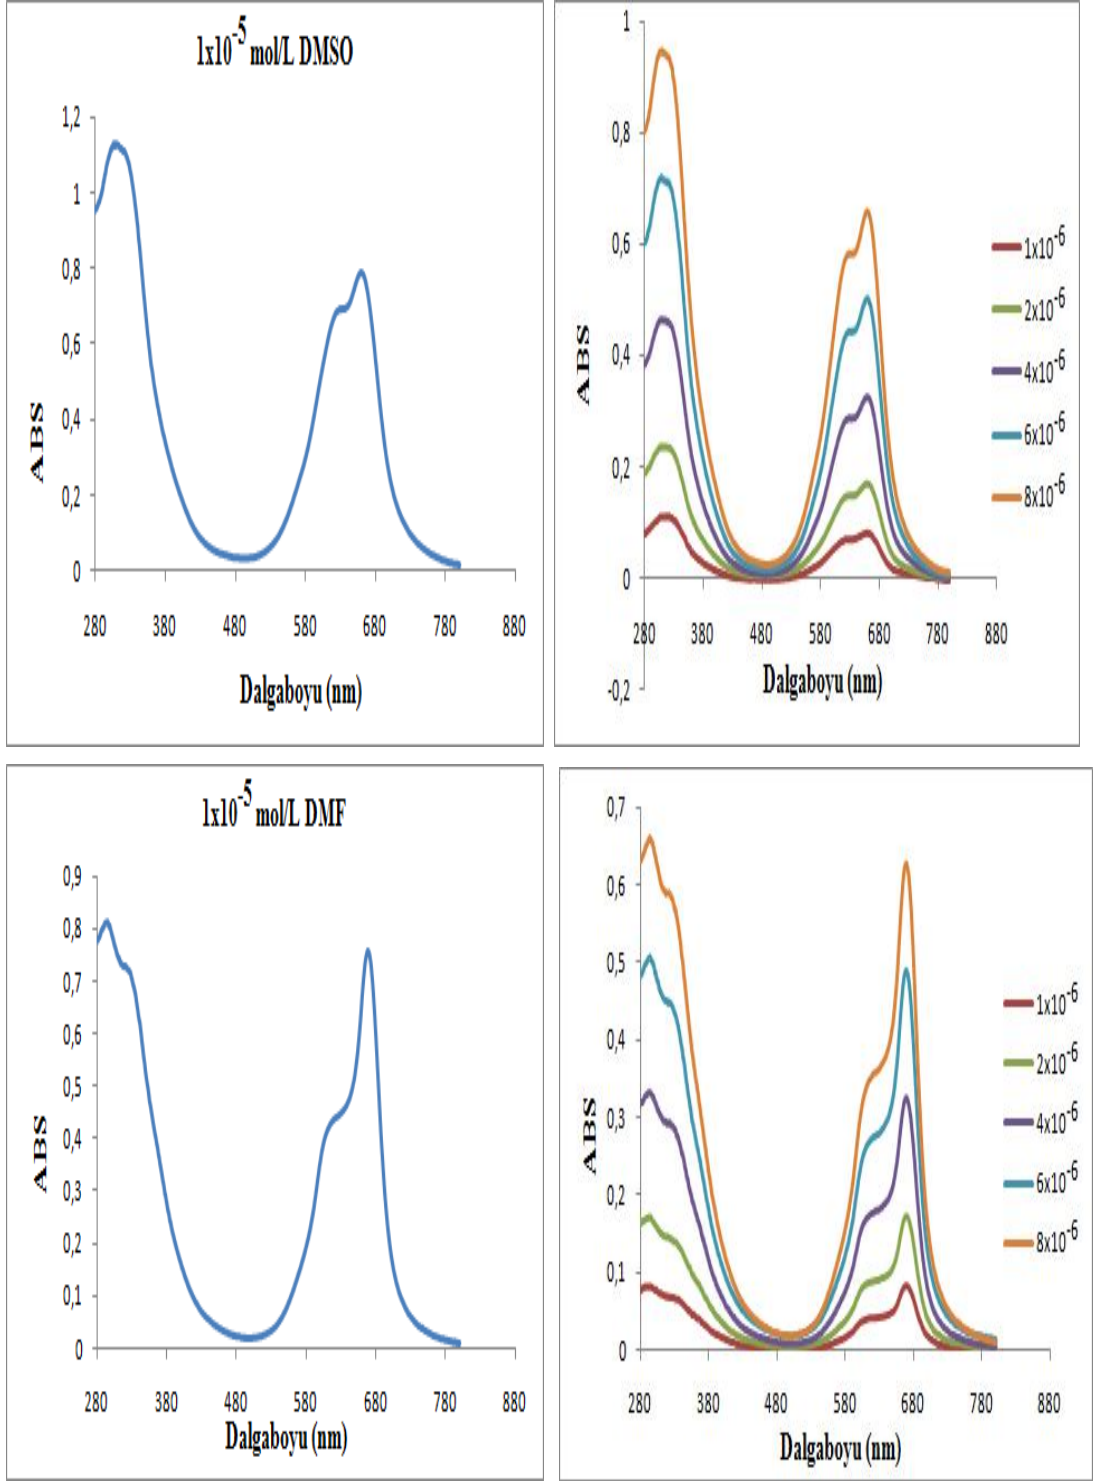 1x10-5 mol/L DMSO
1,2
1
0,8
0,6
0,4
0,2
0
ABS
280 380 480 580 680 780 880
Dalgaboyu (nm)
1
0,8
0,6
0,4
0,2
0
-0,2
ABS
280 380 480 580 680 780 880
Dalgaboyu (nm)
1x10-6
2x10-6
4x10-6
6x10-6
8x10-6
1x10-5 mol/L DMF
0,9
0,8
0,7
0,6
0,5
0,4
0,3
0,2
0,1
0
ABS
280 380 480 580 680 780 880
Dalgaboyu (nm)
0,7
0,6
0,5
0,4
0,3
0,2
0,1
0
ABS
280 380 480 580 680 780 880
Dalgaboyu (nm)
1x10-6
2x10-6
4x10-6
6x10-6
8x10-6